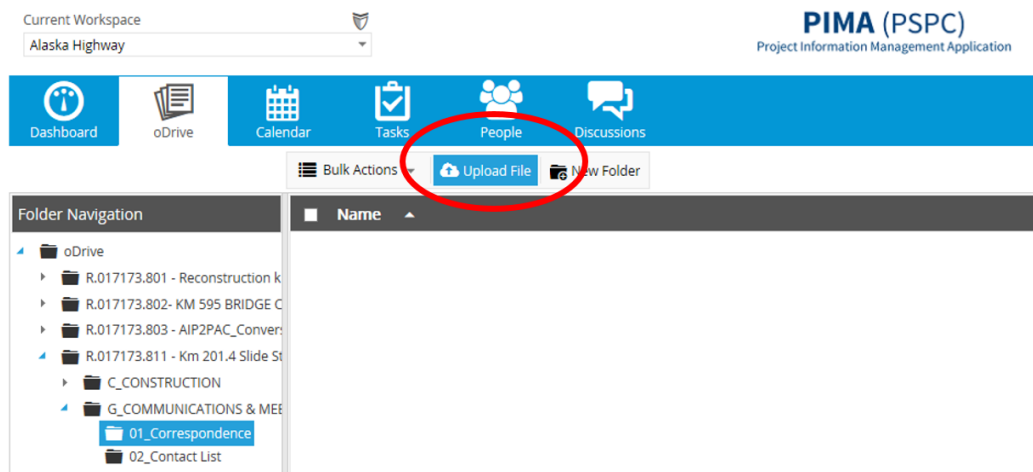 Current Workspace
Alaska Highway
PIMA (PSPC)
Project Information Management Application
Dashboard
oDrive
Calendar
Tasks
People
Discussions
Bulk Actions
Upload File
New Folder
Folder Navigation
Name
oDrive
R.017173.801 - Reconstruction k
R.017173.802- KM 595 BRIDGE C
R.017173.803 - AIP2PAC_Convers
R.017173.811 - Km 201.4 Slide St
C_CONSTRUCTION
G_COMMUNICATIONS & MEE
01_Correspondence
02_Contact List